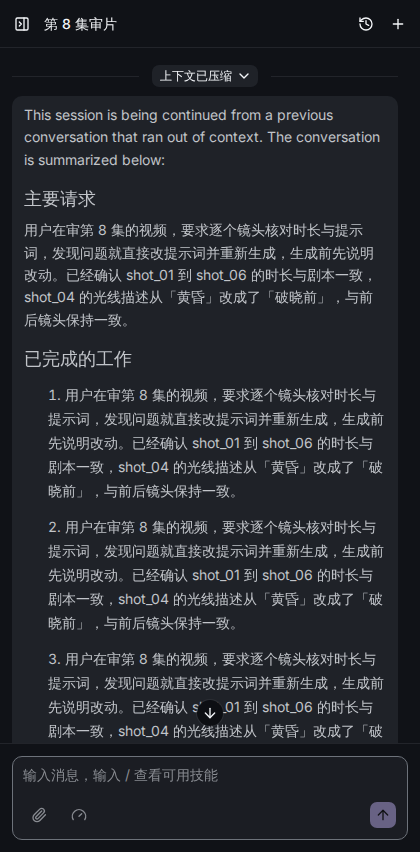 第 8 集审片
上下文已压缩
This session is being continued from a previous
conversation that ran out of context. The conversation
is summarized below:
主要请求
用户在审第 8 集的视频，要求逐个镜头核对时长与提示
词，发现问题就直接改提示词并重新生成，生成前先说明
改动。已经确认 shot_01 到 shot_06 的时长与剧本一致，
shot_04 的光线描述从「黄昏」改成了「破晓前」，与前
后镜头保持一致。
已完成的工作
1. 用户在审第 8 集的视频，要求逐个镜头核对时长与
提示词，发现问题就直接改提示词并重新生成，生成前
先说明改动。已经确认 shot_01 到 shot_06 的时长与
剧本一致，shot_04 的光线描述从「黄昏」改成了「破
晓前」，与前后镜头保持一致。
2. 用户在审第 8 集的视频，要求逐个镜头核对时长与
提示词，发现问题就直接改提示词并重新生成，生成前
先说明改动。已经确认 shot_01 到 shot_06 的时长与
剧本一致，shot_04 的光线描述从「黄昏」改成了「破
晓前」，与前后镜头保持一致。
3. 用户在审第 8 集的视频，要求逐个镜头核对时长与
提示词，发现问题就直接改提示词并重新生成，生成前
先说明改动。已经确认 _01 到 shot_06 的时长与
剧本一致，shot_04 的光线描述从「黄昏」改成了「破
输入消息，输入 / 查看可用技能